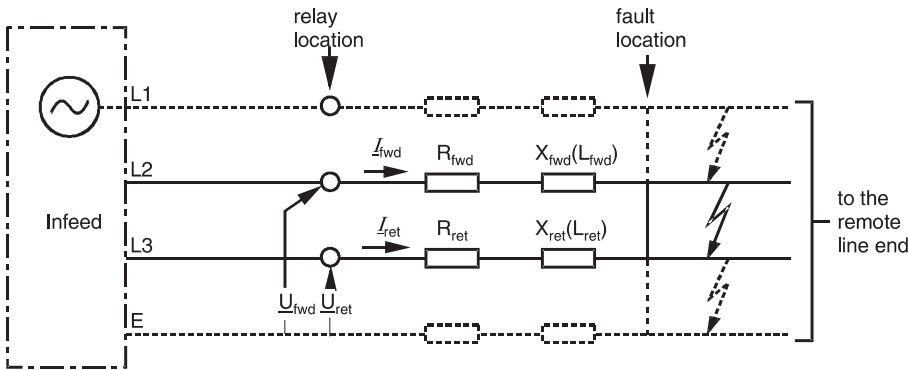 relay
location
fault
location
L1
I_fwd
R_fwd
X_fwd(L_fwd)
L2
Infeed
I_ret
R_ret
X_ret(L_ret)
L3
to the
remote
line end
U_fwd U_ret
E